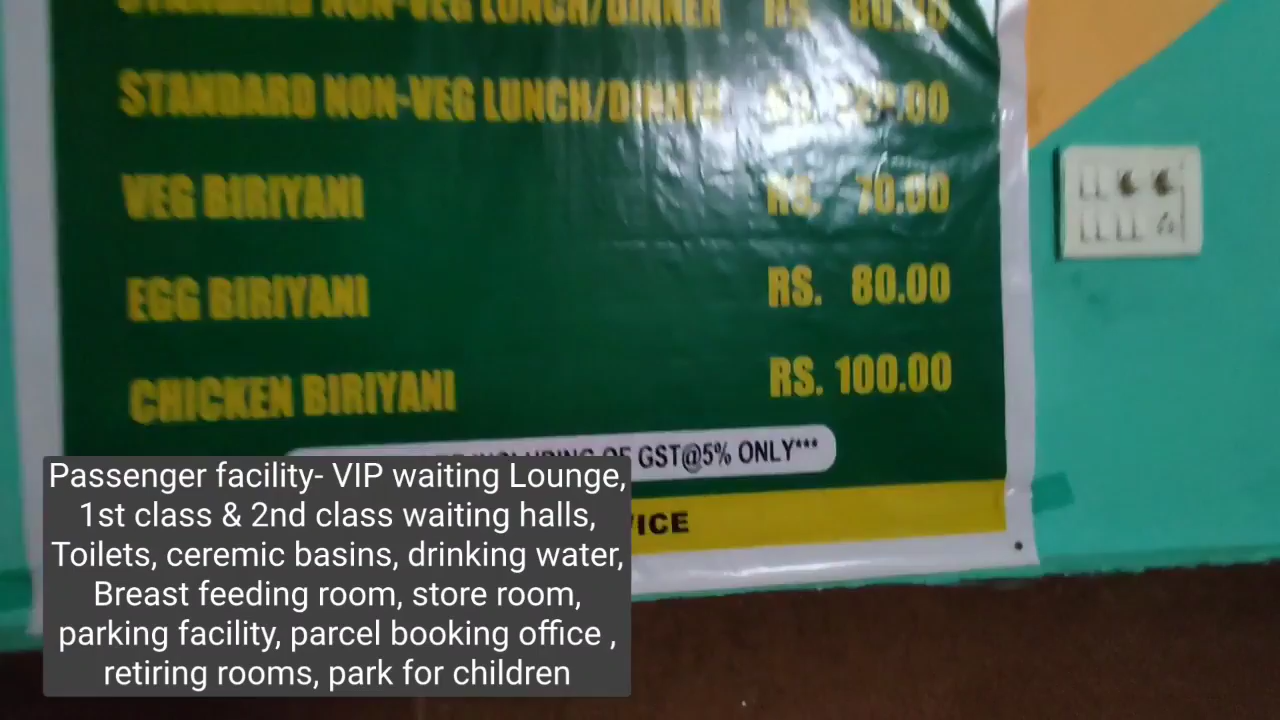 STANDARD NON-VEG LUNCH/DINNER RS 80.00
STANDARD NON-VEG LUNCH/DINNER .00
VEG BIRIYANI RS. 70.00
EGG BIRIYANI RS. 80.00
CHICKEN BIRIYANI RS. 100.00
INCLUDING OF GST@5% ONLY***
Passenger facility- VIP waiting Lounge,
1st class & 2nd class waiting halls,
Toilets, ceremic basins, drinking water,
Breast feeding room, store room,
parking facility, parcel booking office ,
retiring rooms, park for children